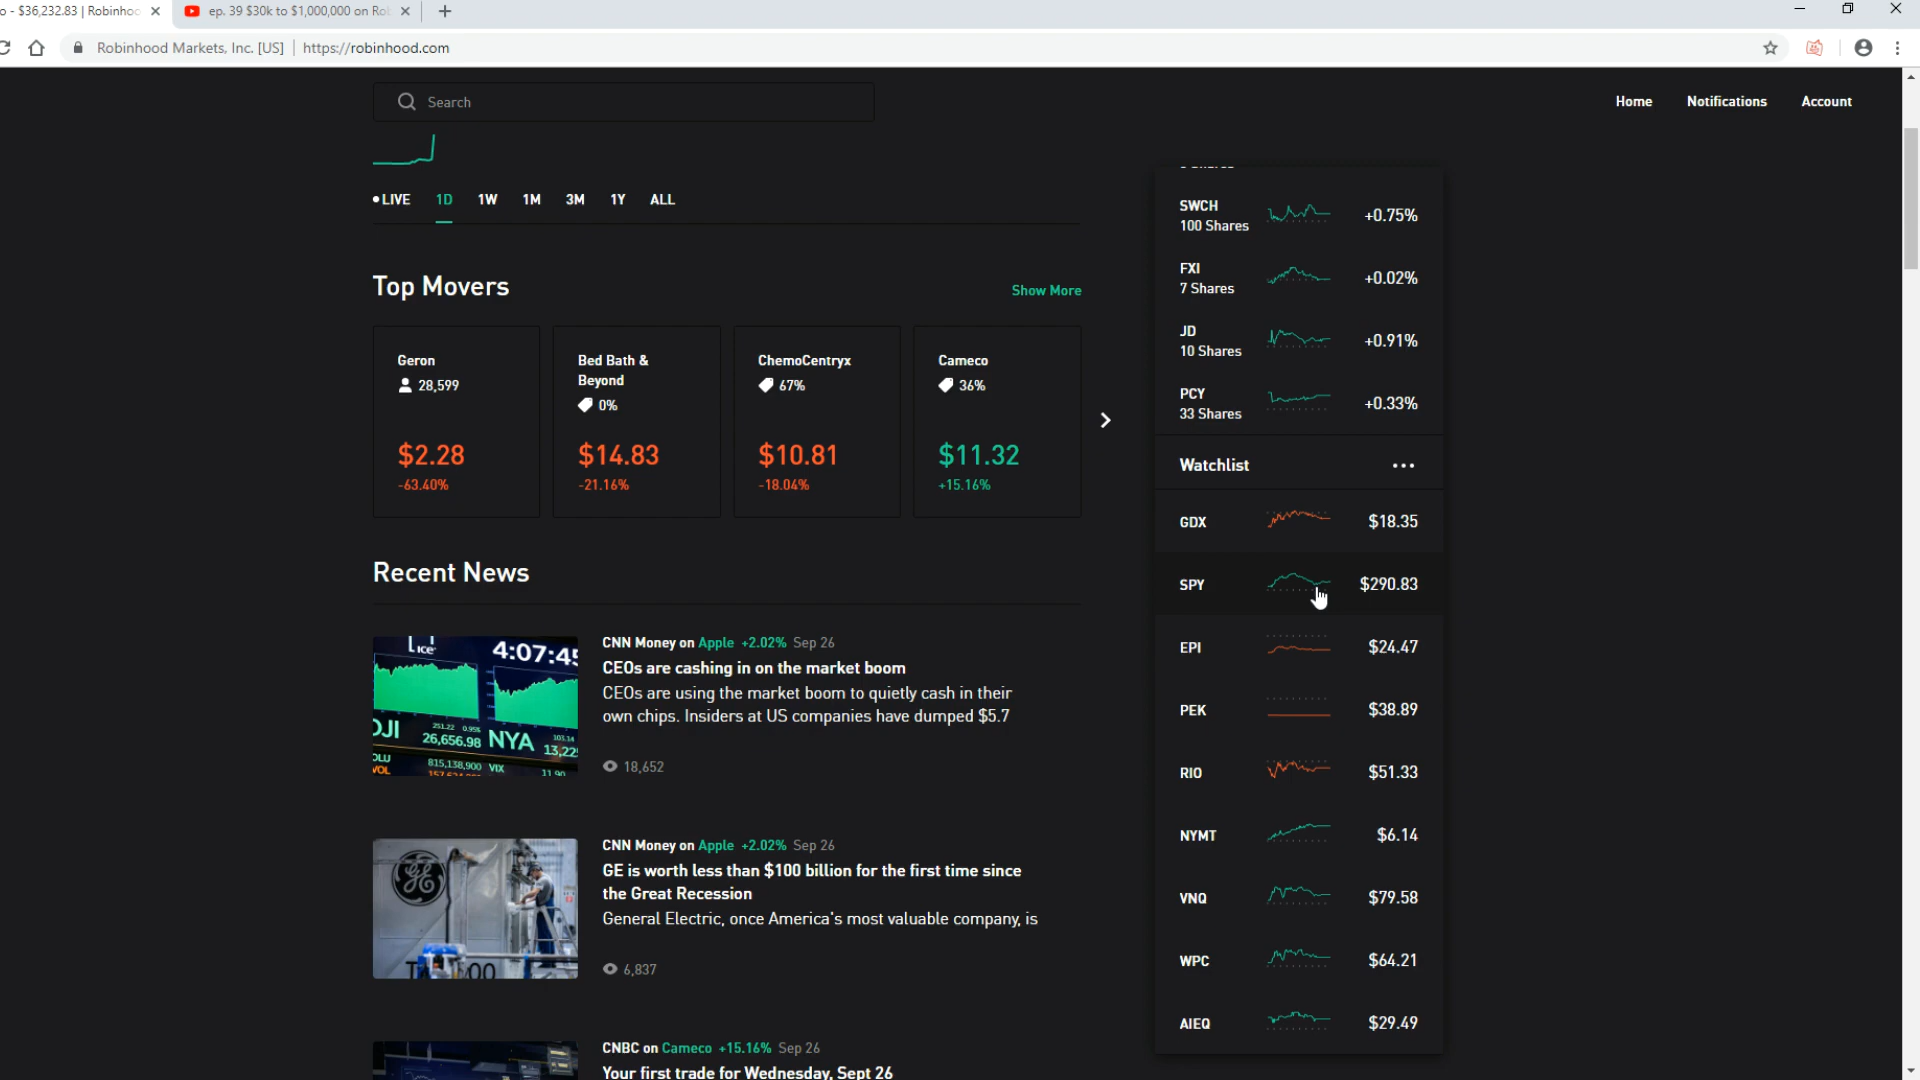 o - $36,232.83 | Robinhoo
ep. 39 $30k to $1,000,000 on Rob
Robinhood Markets, Inc. [US] | https://robinhood.com
Search
Home Notifications Account
LIVE 1D 1W 1M 3M 1Y ALL
Top Movers
Show More
Geron
28,599
$2.28
-63.40%
Bed Bath &
Beyond
0%
$14.83
-21.16%
ChemoCentryx
67%
$10.81
-18.04%
Cameco
36%
$11.32
+15.16%
Recent News
4:07:45
26,656.98 NYA 13,22
815,138,900 VIX
CNN Money on Apple +2.02% Sep 26
CEOs are cashing in on the market boom
CEOs are using the market boom to quietly cash in their
own chips. Insiders at US companies have dumped $5.7
18,652
GE
CNN Money on Apple +2.02% Sep 26
GE is worth less than $100 billion for the first time since
the Great Recession
General Electric, once America's most valuable company, is
6,837
CNBC on Cameco +15.16% Sep 26
Your first trade for Wednesday, Sept 26
SWCH
100 Shares
+0.75%
FXI
7 Shares
+0.02%
JD
10 Shares
+0.91%
PCY
33 Shares
+0.33%
Watchlist
GDX $18.35
SPY $290.83
EPI $24.47
PEK $38.89
RIO $51.33
NYMT $6.14
VNQ $79.58
WPC $64.21
AIEQ $29.49